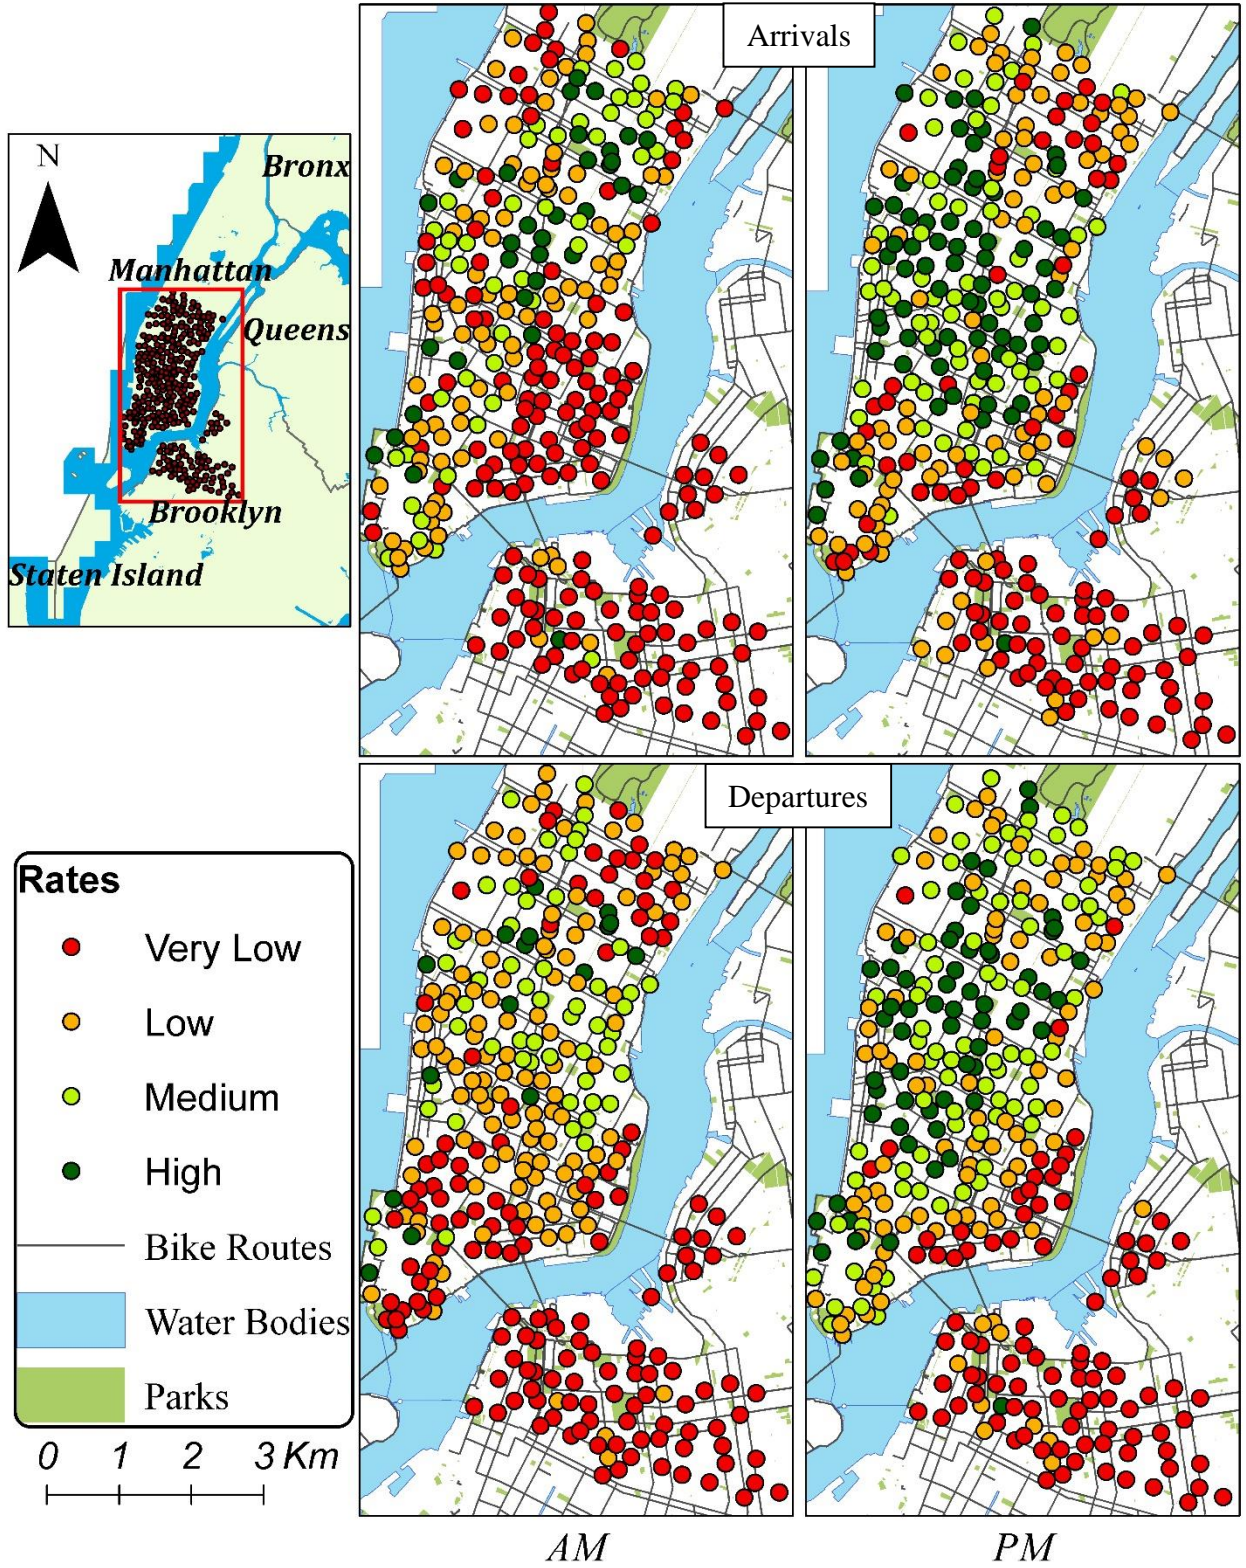 Arrivals
N
Bronx
Manhattan
Queens
Brooklyn
Staten Island
Departures
Rates
Very Low
Low
Medium
High
Bike Routes
Water Bodies
Parks
0 1 2 3 Km
AM PM